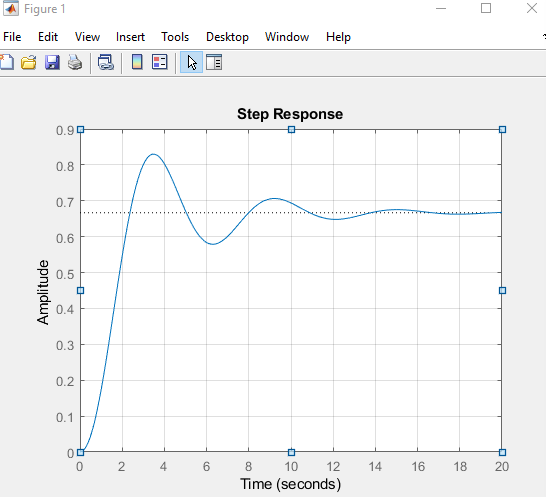 Figure 1
File Edit View Insert Tools Desktop Window Help
Step Response
0.9
0.8
0.7
0.6
0.5
0.4
0.3
0.2
0.1
0
Amplitude
0 2 4 6 8 10 12 14 16 18 20
Time (seconds)